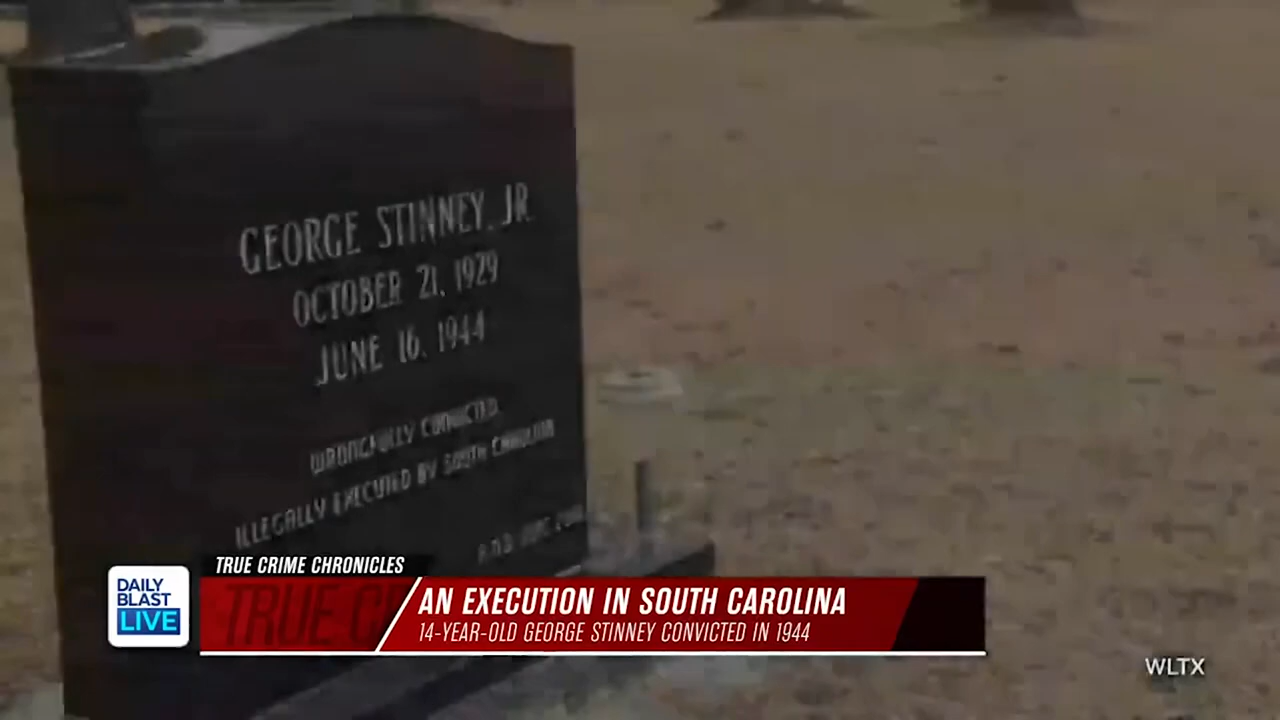 GEORGE STINNEY, JR.
OCTOBER 21, 1929
JUNE 16, 1944
WRONGFULLY CONVICTED,
ILLEGALLY EXECUTED BY SOUTH CAROLINA
TRUE CRIME CHRONICLES
DAILY
BLAST
LIVE
TRUE C
AN EXECUTION IN SOUTH CAROLINA
14-YEAR-OLD GEORGE STINNEY CONVICTED IN 1944
WLTX